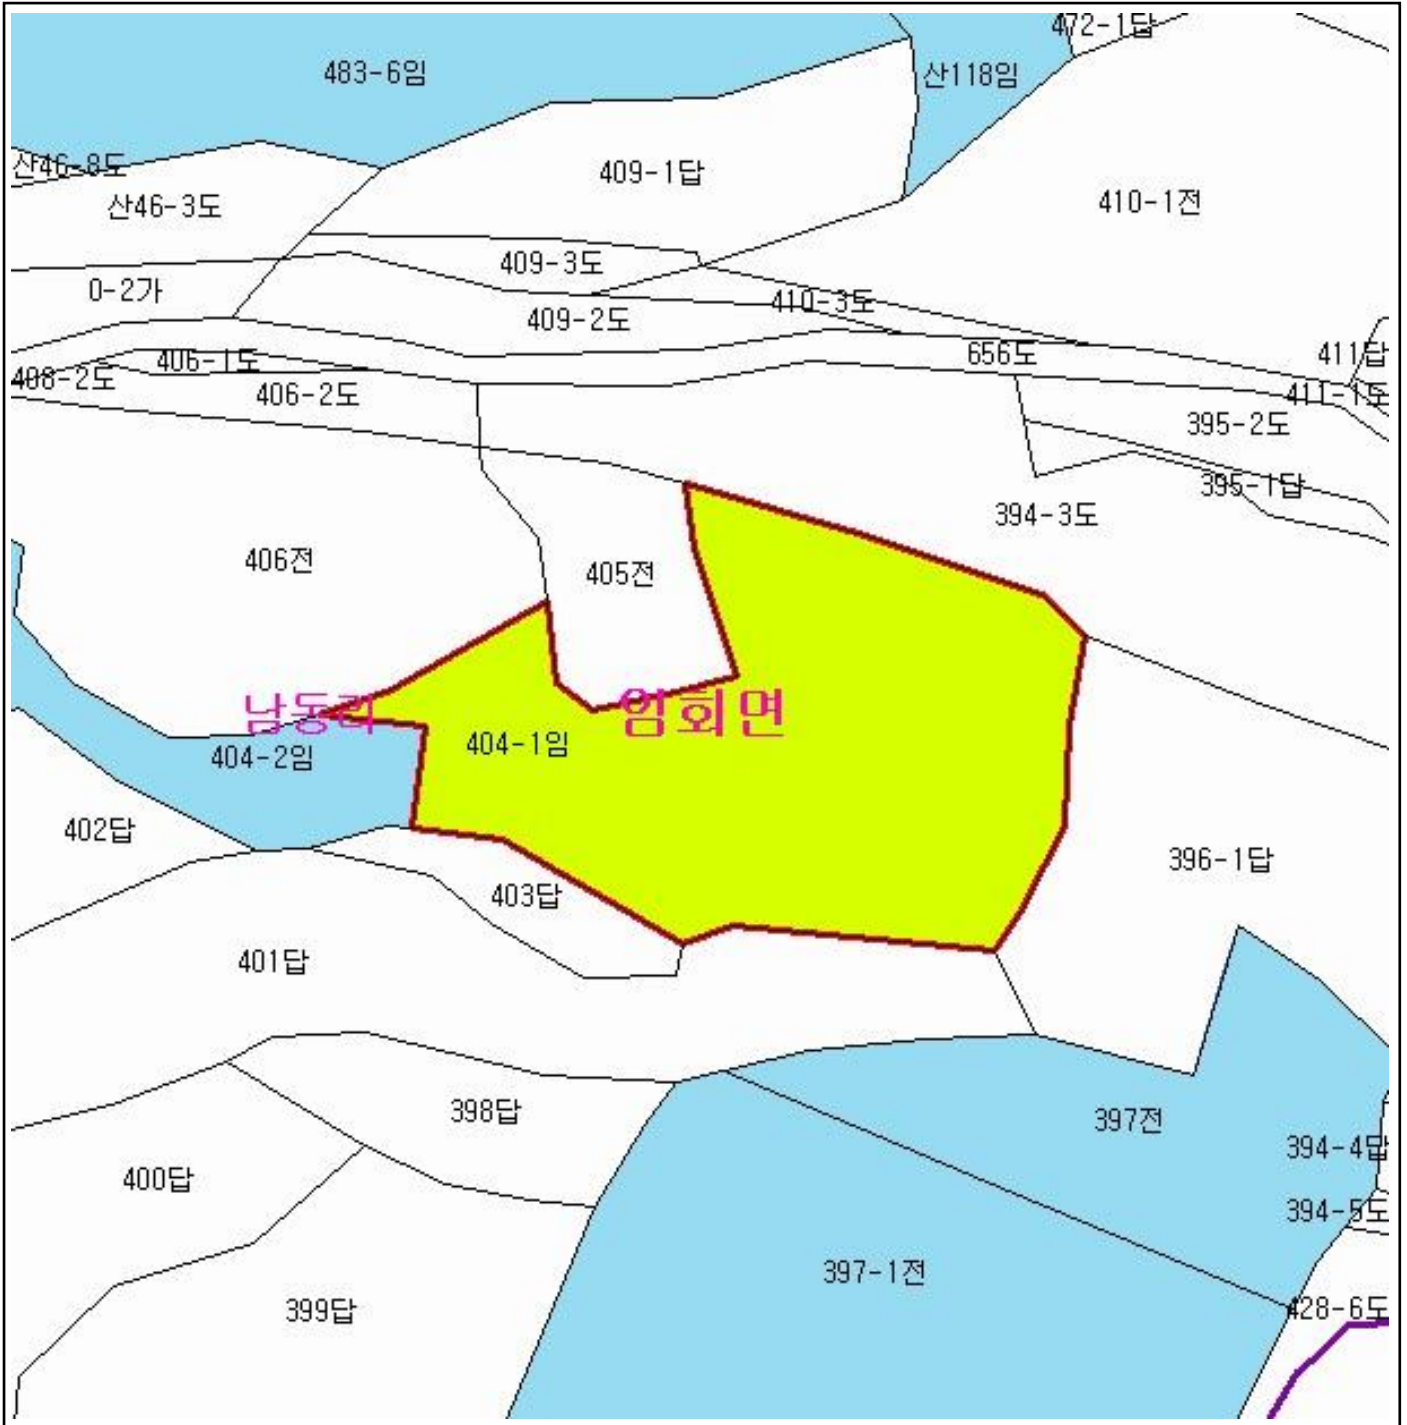 472-1답
483-6임
산118임
산46-8도
409-1답
산46-3도
410-1전
409-3도
0-2가
410-3도
409-2도
656도
411답
406-1도
408-2도
406-2도
411-1도
395-2도
395-1답
394-3도
406전
405전
남동리
임회면
404-1임
404-2임
402답
396-1답
403답
401답
398답
397전
394-4답
400답
394-5도
397-1전
399답
428-6도